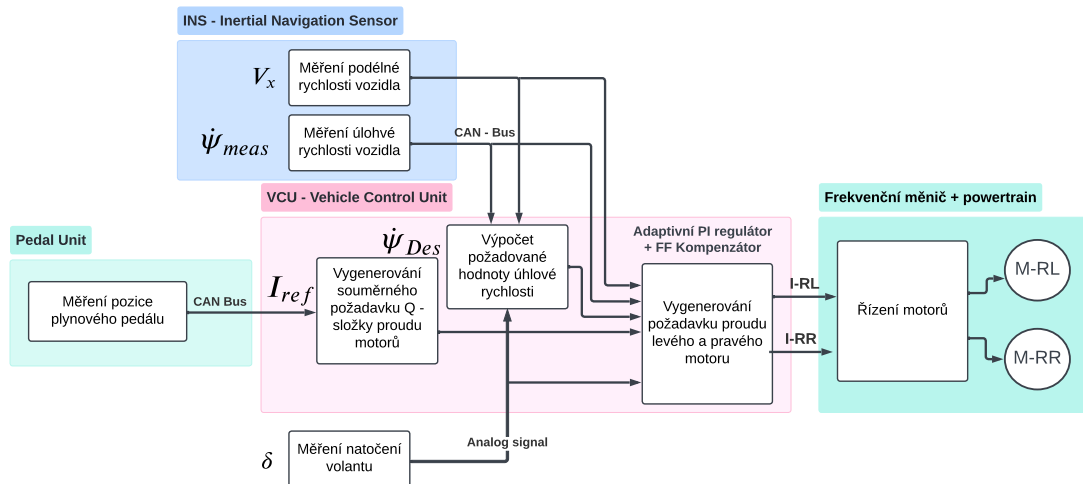 INS - Inertial Navigation Sensor
V_x
Měření podélné
rychlosti vozidla
ψ̇_meas
Měření úlohvé
rychlosti vozidla
CAN - Bus
VCU - Vehicle Control Unit
Frekvenční měnič + powertrain
Pedal Unit
ψ̇_Des
Výpočet
požadované
hodnoty úhlové
rychlosti
Adaptivní PI regulátor
+ FF Kompenzátor
Měření pozice
plynového pedálu
CAN Bus
I_ref
Vygenerování
souměrného
požadavku Q -
složky proudu
motorů
Vygenerování
požadavku proudu
levého a pravého
motoru
I-RL
I-RR
Řízení motorů
M-RL
M-RR
Analog signal
δ
Měření natočení
volantu